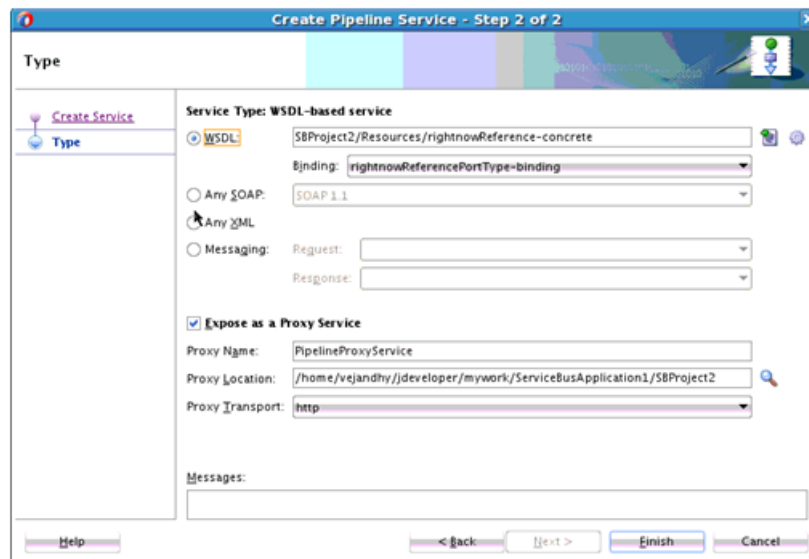 Create Pipeline Service - Step 2 of 2
Type
Create Service
Type
Service Type: WSDL-based service
WSDL: SBProject2/Resources/rightnowReference-concrete
Binding: rightnowReferencePortType-binding
Any SOAP: SOAP 1.1
Any XML
Messaging: Request:
Response:
Expose as a Proxy Service
Proxy Name: PipelineProxyService
Proxy Location: /home/vejandhy/jdeveloper/mywork/ServiceBusApplication1/SBProject2
Proxy Transport: http
Messages:
Help < Back Next > Finish Cancel